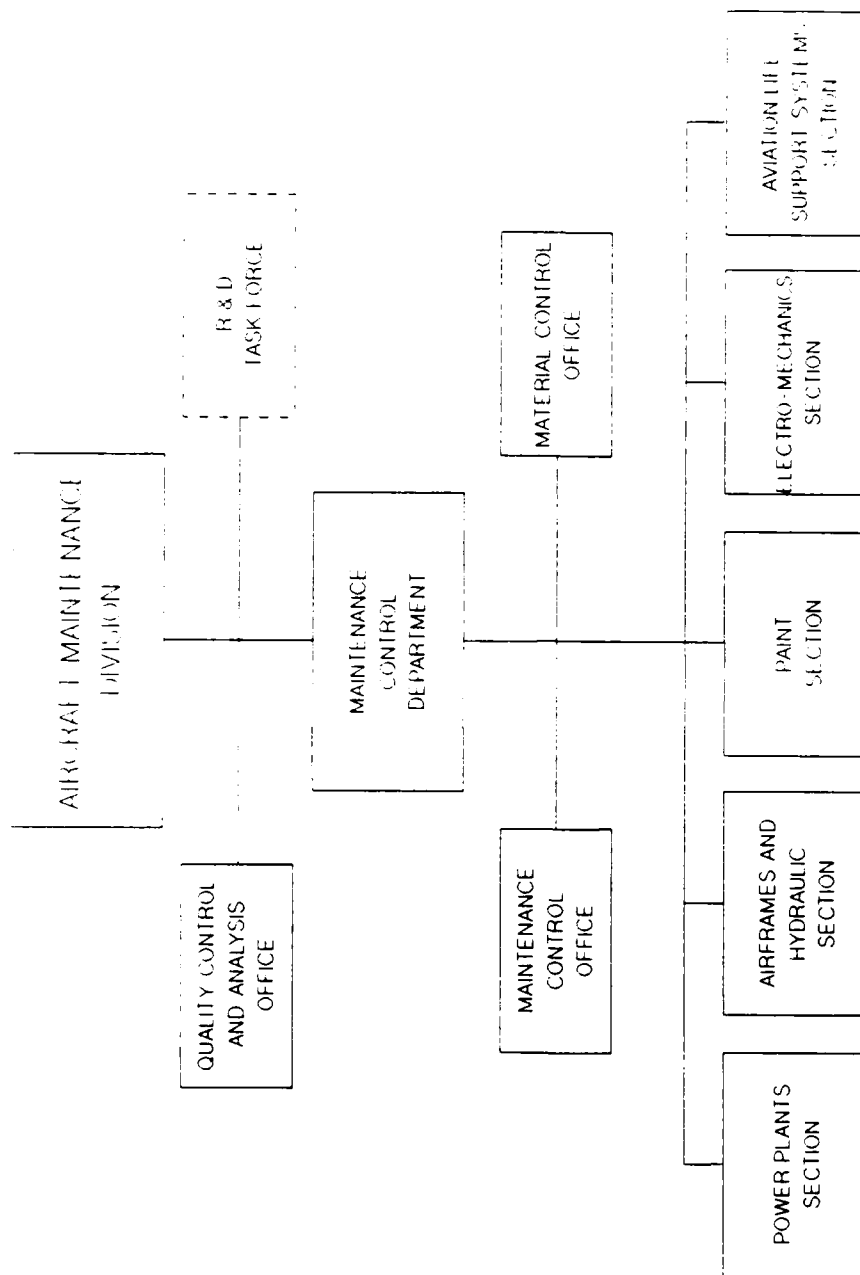 AIRCRAFT MAINTENANCE
DIVISION
QUALITY CONTROL
AND ANALYSIS
OFFICE
R & D
TASK FORCE
MAINTENANCE
CONTROL
DEPARTMENT
MAINTENANCE
CONTROL
OFFICE
MATERIAL CONTROL
OFFICE
POWER PLANTS
SECTION
AIRFRAMES AND
HYDRAULIC
SECTION
PAINT
SECTION
ELECTRO-MECHANICS
SECTION
AVIATION LIFE
SUPPORT SYSTEMS
SECTION